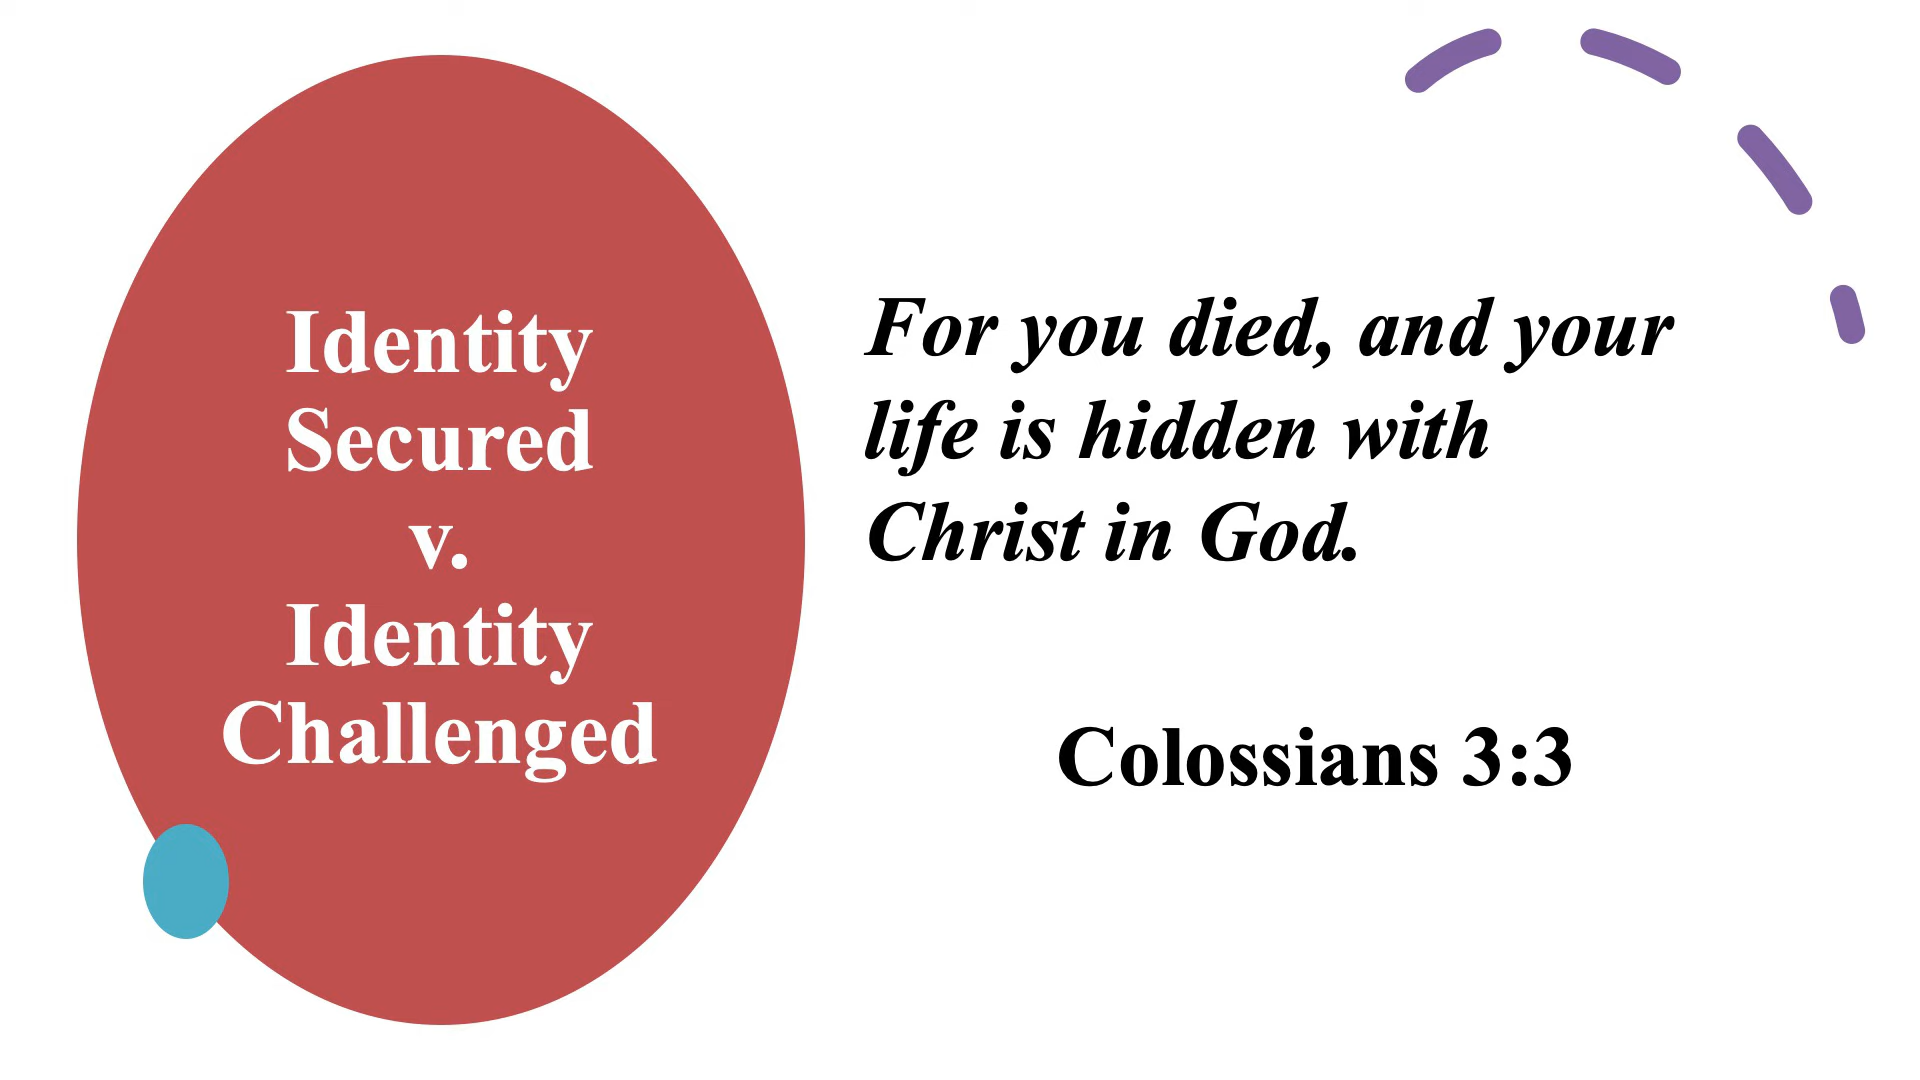 Identity
Secured
v.
Identity
Challenged
For you died, and your
life is hidden with
Christ in God.
Colossians 3:3